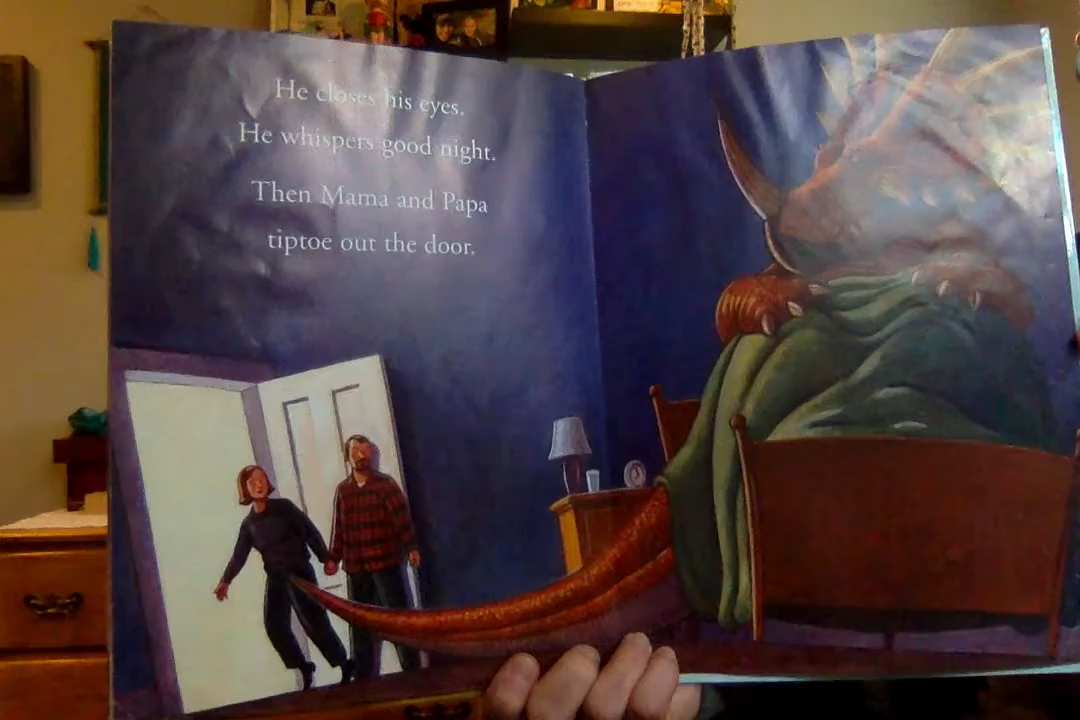 He closes his eyes.
He whispers good night.
Then Mama and Papa
tiptoe out the door.